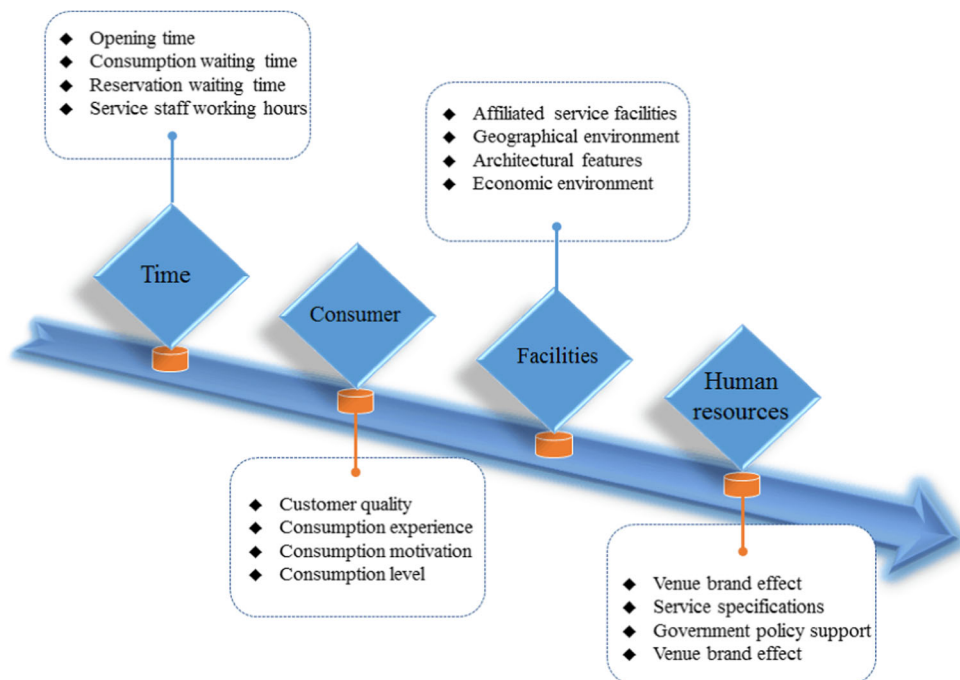 Opening time
Consumption waiting time
Reservation waiting time
Service staff working hours
Affiliated service facilities
Geographical environment
Architectural features
Economic environment
Time
Consumer
Facilities
Human
resources
Customer quality
Consumption experience
Consumption motivation
Consumption level
Venue brand effect
Service specifications
Government policy support
Venue brand effect